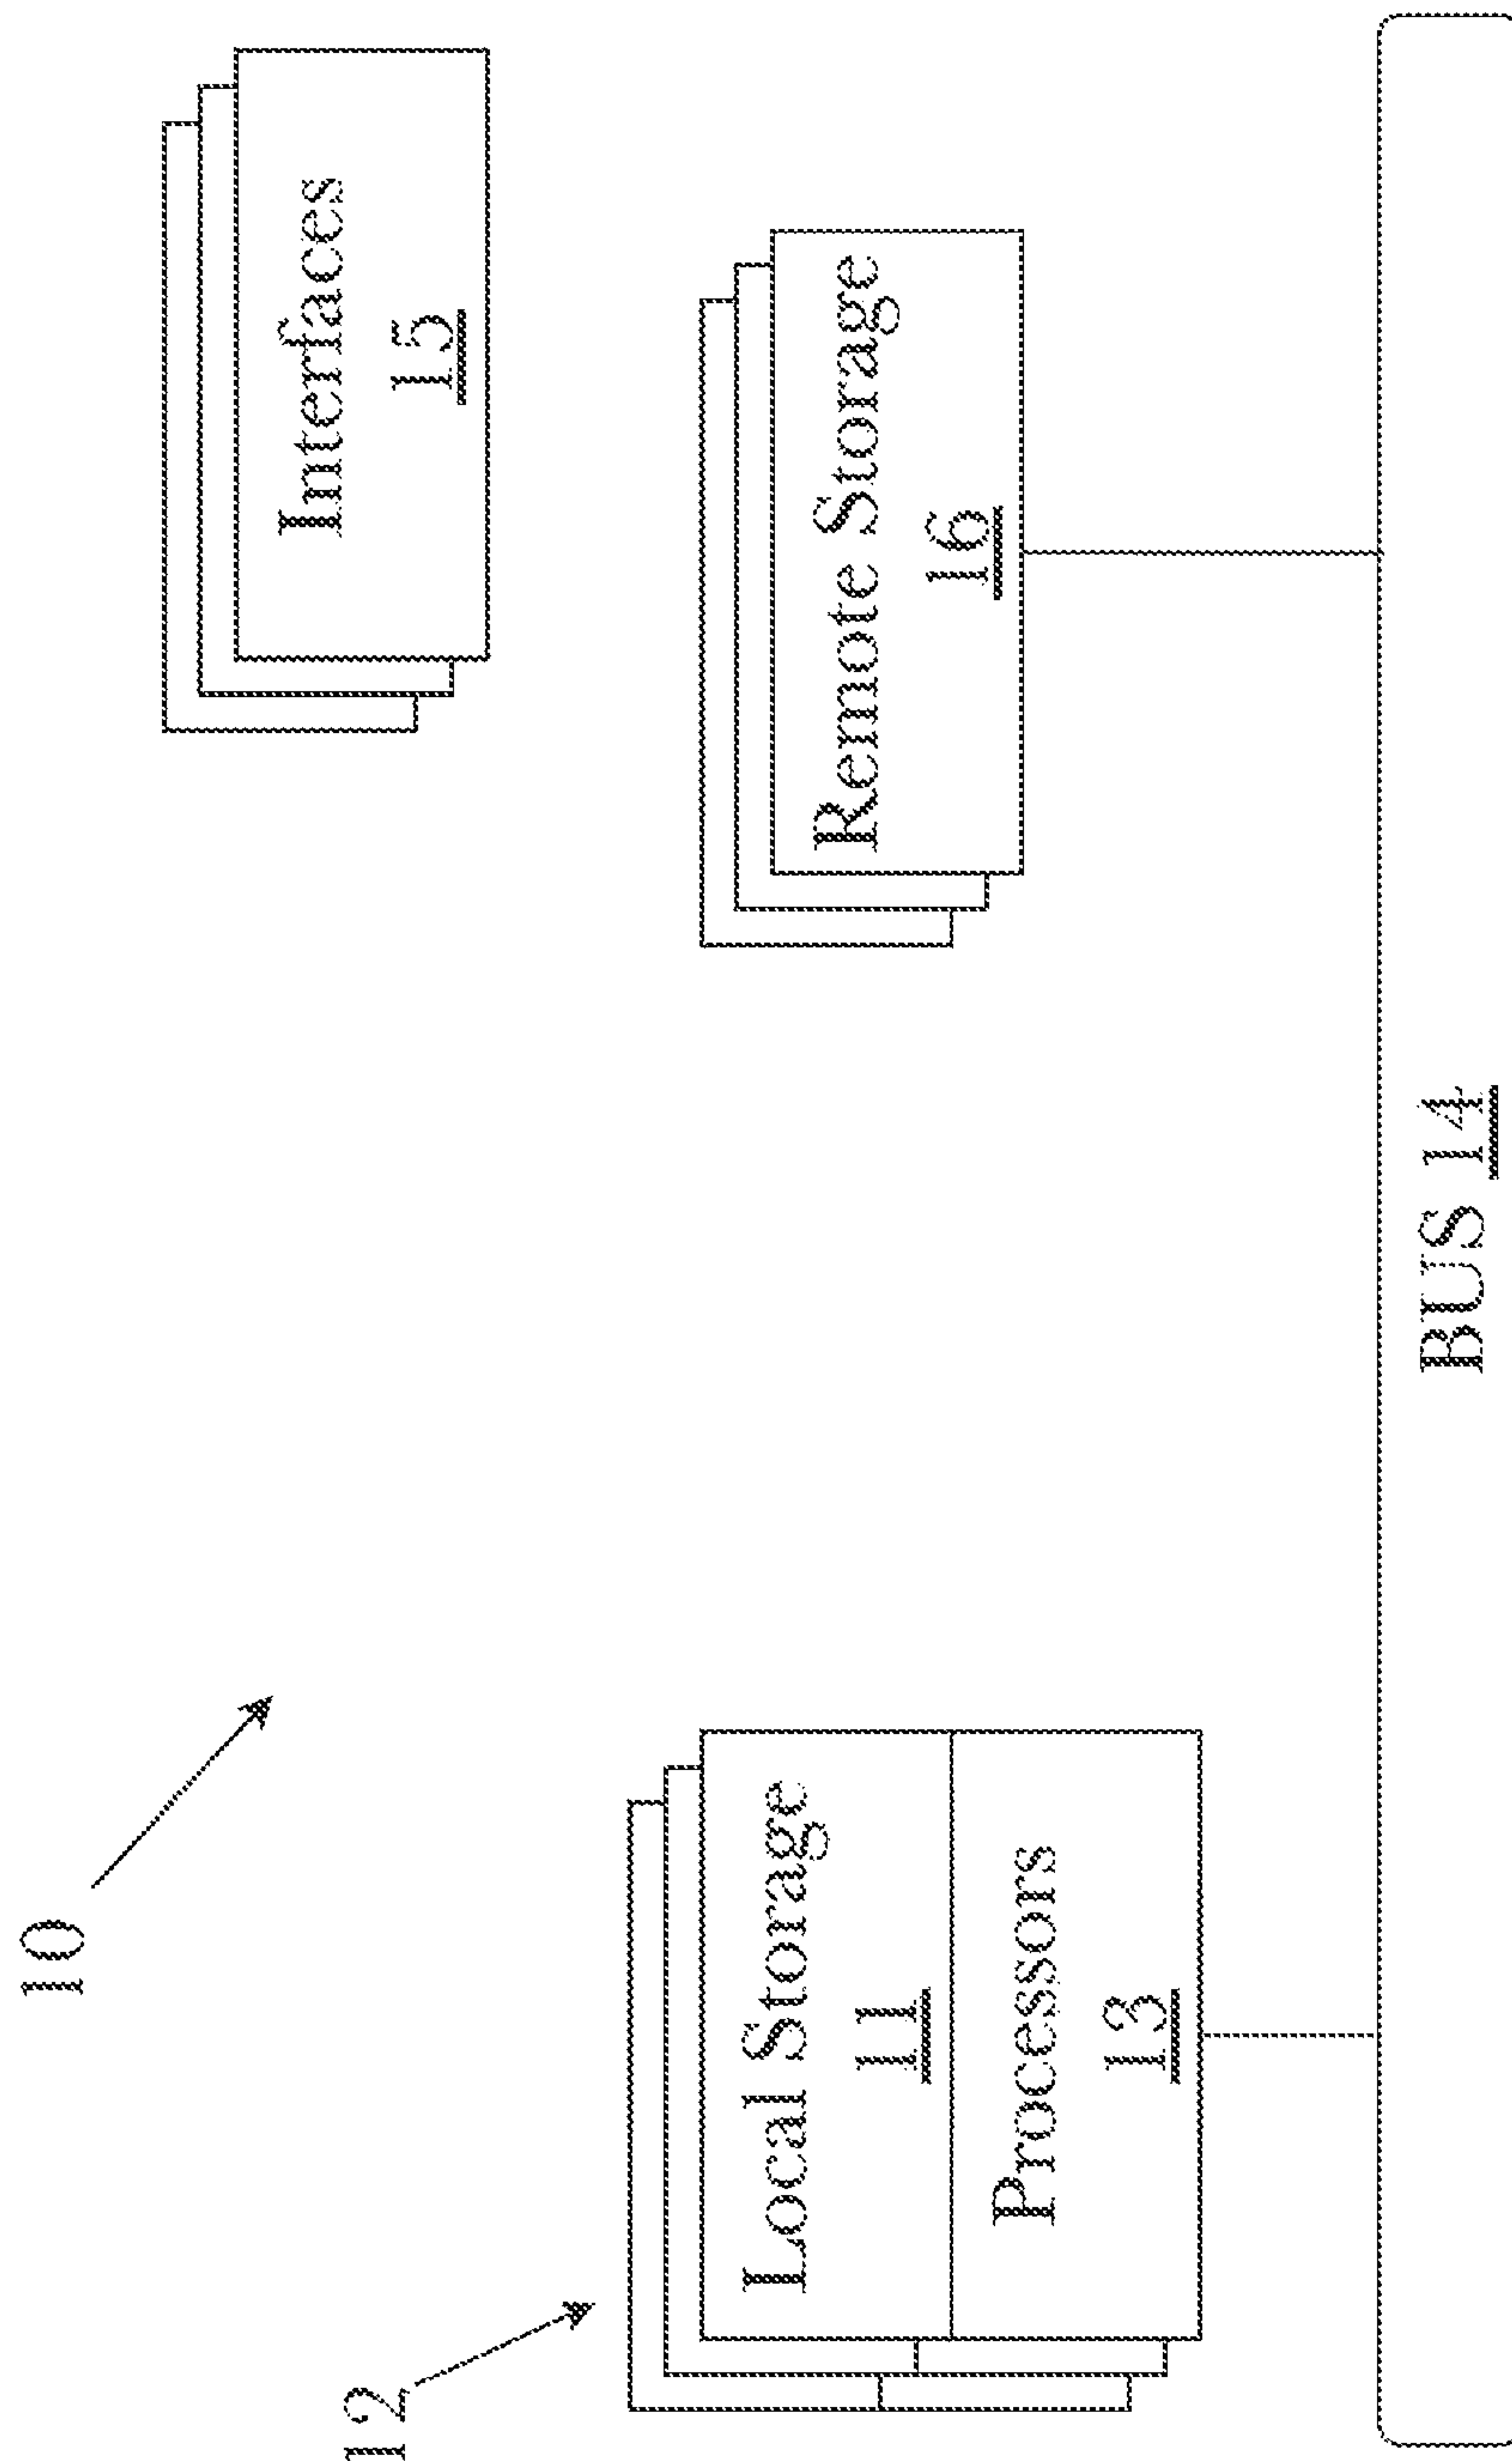 10
12
Local Storage
11
Processors
13
Interfaces
15
Remote Storage
16
BUS 14